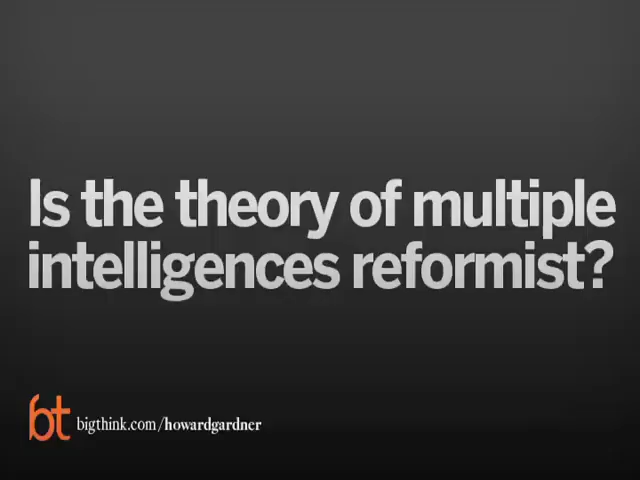 Is the theory of multiple
intelligences reformist?
bt bigthink.com/howardgardner